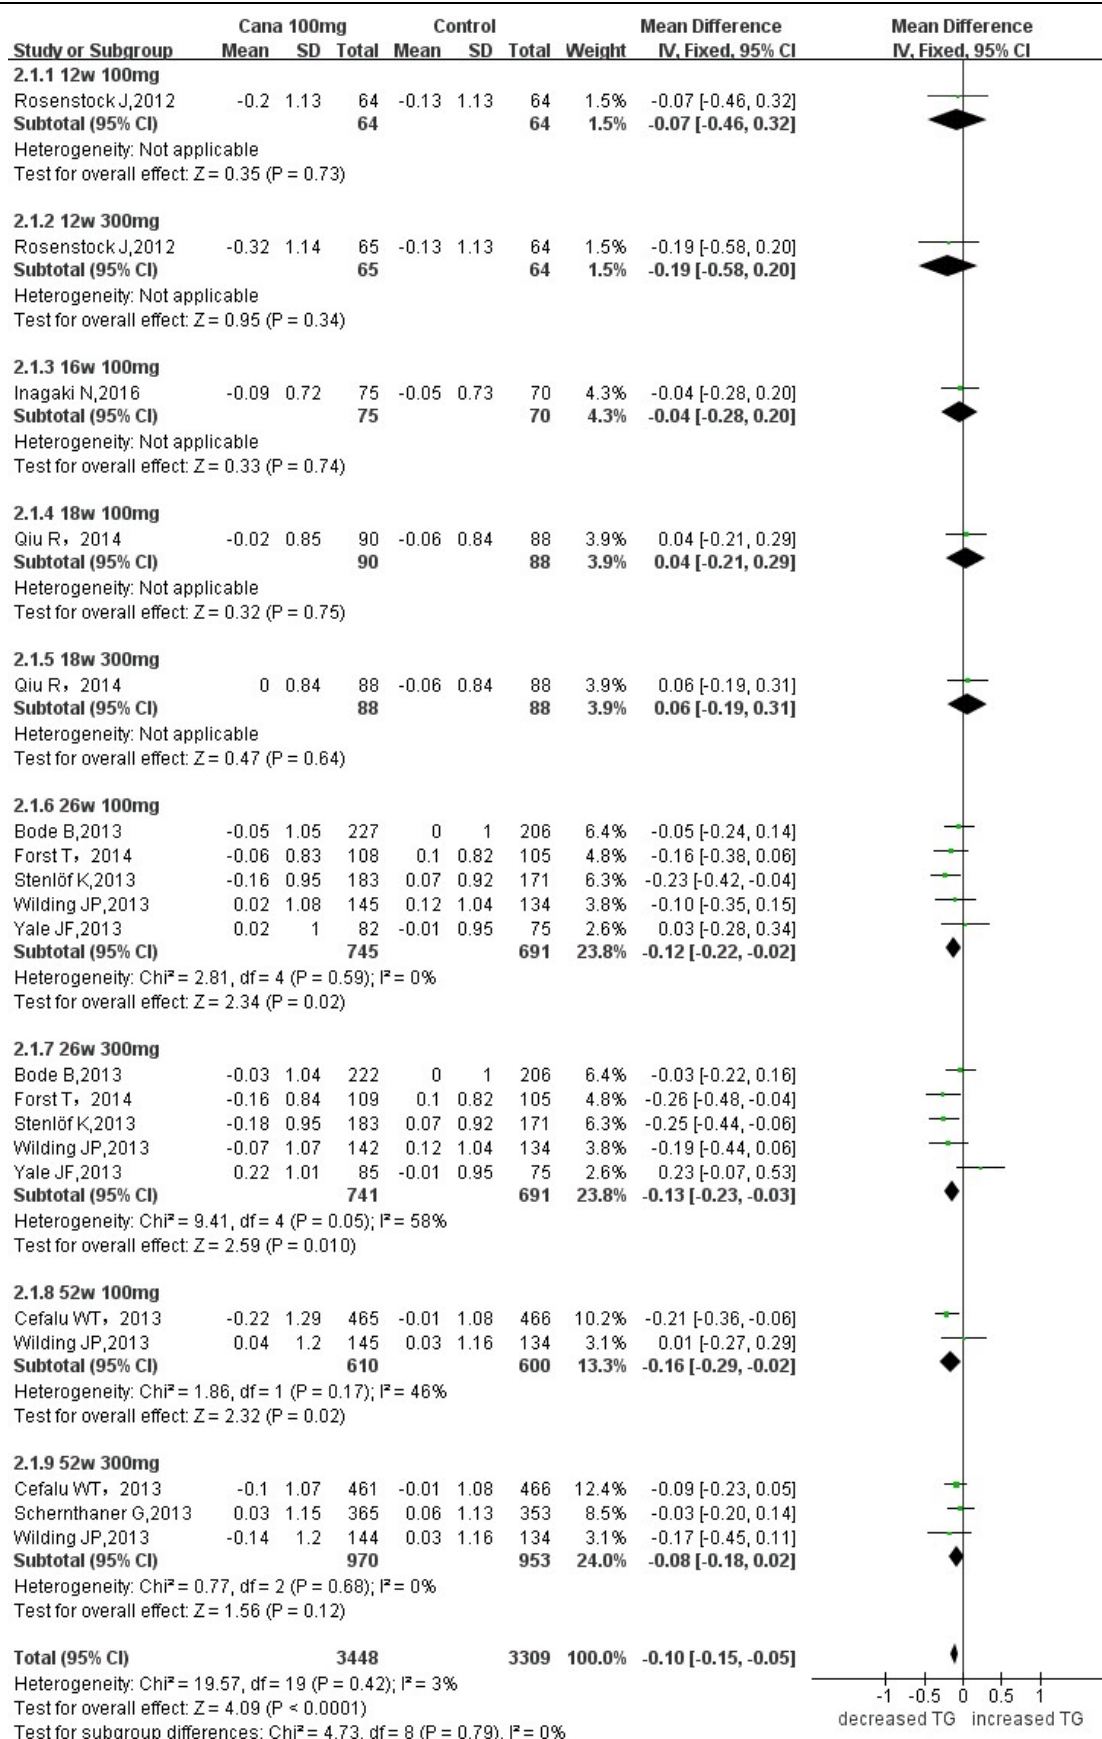 Cana 100mg Control Mean Difference Mean Difference
Study or Subgroup Mean SD Total Mean SD Total Weight IV, Fixed, 95% CI IV, Fixed, 95% CI
2.1.1 12w 100mg
Rosenstock J,2012 -0.2 1.13 64 -0.13 1.13 64 1.5% -0.07 [-0.46, 0.32]
Subtotal (95% CI) 64 64 1.5% -0.07 [-0.46, 0.32]
Heterogeneity: Not applicable
Test for overall effect: Z = 0.35 (P = 0.73)
2.1.2 12w 300mg
Rosenstock J,2012 -0.32 1.14 65 -0.13 1.13 64 1.5% -0.19 [-0.58, 0.20]
Subtotal (95% CI) 65 64 1.5% -0.19 [-0.58, 0.20]
Heterogeneity: Not applicable
Test for overall effect: Z = 0.95 (P = 0.34)
2.1.3 16w 100mg
Inagaki N,2016 -0.09 0.72 75 -0.05 0.73 70 4.3% -0.04 [-0.28, 0.20]
Subtotal (95% CI) 75 70 4.3% -0.04 [-0.28, 0.20]
Heterogeneity: Not applicable
Test for overall effect: Z = 0.33 (P = 0.74)
2.1.4 18w 100mg
Qiu R，2014 -0.02 0.85 90 -0.06 0.84 88 3.9% 0.04 [-0.21, 0.29]
Subtotal (95% CI) 90 88 3.9% 0.04 [-0.21, 0.29]
Heterogeneity: Not applicable
Test for overall effect: Z = 0.32 (P = 0.75)
2.1.5 18w 300mg
Qiu R，2014 0 0.84 88 -0.06 0.84 88 3.9% 0.06 [-0.19, 0.31]
Subtotal (95% CI) 88 88 3.9% 0.06 [-0.19, 0.31]
Heterogeneity: Not applicable
Test for overall effect: Z = 0.47 (P = 0.64)
2.1.6 26w 100mg
Bode B,2013 -0.05 1.05 227 0 1 206 6.4% -0.05 [-0.24, 0.14]
Forst T，2014 -0.06 0.83 108 0.1 0.82 105 4.8% -0.16 [-0.38, 0.06]
Stenlöf K,2013 -0.16 0.95 183 0.07 0.92 171 6.3% -0.23 [-0.42, -0.04]
Wilding JP,2013 0.02 1.08 145 0.12 1.04 134 3.8% -0.10 [-0.35, 0.15]
Yale JF,2013 0.02 1 82 -0.01 0.95 75 2.6% 0.03 [-0.28, 0.34]
Subtotal (95% CI) 745 691 23.8% -0.12 [-0.22, -0.02]
Heterogeneity: Chi² = 2.81, df = 4 (P = 0.59); I² = 0%
Test for overall effect: Z = 2.34 (P = 0.02)
2.1.7 26w 300mg
Bode B,2013 -0.03 1.04 222 0 1 206 6.4% -0.03 [-0.22, 0.16]
Forst T，2014 -0.16 0.84 109 0.1 0.82 105 4.8% -0.26 [-0.48, -0.04]
Stenlöf K,2013 -0.18 0.95 183 0.07 0.92 171 6.3% -0.25 [-0.44, -0.06]
Wilding JP,2013 -0.07 1.07 142 0.12 1.04 134 3.8% -0.19 [-0.44, 0.06]
Yale JF,2013 0.22 1.01 85 -0.01 0.95 75 2.6% 0.23 [-0.07, 0.53]
Subtotal (95% CI) 741 691 23.8% -0.13 [-0.23, -0.03]
Heterogeneity: Chi² = 9.41, df = 4 (P = 0.05); I² = 58%
Test for overall effect: Z = 2.59 (P = 0.010)
2.1.8 52w 100mg
Cefalu WT，2013 -0.22 1.29 465 -0.01 1.08 466 10.2% -0.21 [-0.36, -0.06]
Wilding JP,2013 0.04 1.2 145 0.03 1.16 134 3.1% 0.01 [-0.27, 0.29]
Subtotal (95% CI) 610 600 13.3% -0.16 [-0.29, -0.02]
Heterogeneity: Chi² = 1.86, df = 1 (P = 0.17); I² = 46%
Test for overall effect: Z = 2.32 (P = 0.02)
2.1.9 52w 300mg
Cefalu WT，2013 -0.1 1.07 461 -0.01 1.08 466 12.4% -0.09 [-0.23, 0.05]
Schernthaner G,2013 0.03 1.15 365 0.06 1.13 353 8.5% -0.03 [-0.20, 0.14]
Wilding JP,2013 -0.14 1.2 144 0.03 1.16 134 3.1% -0.17 [-0.45, 0.11]
Subtotal (95% CI) 970 953 24.0% -0.08 [-0.18, 0.02]
Heterogeneity: Chi² = 0.77, df = 2 (P = 0.68); I² = 0%
Test for overall effect: Z = 1.56 (P = 0.12)
Total (95% CI) 3448 3309 100.0% -0.10 [-0.15, -0.05]
Heterogeneity: Chi² = 19.57, df = 19 (P = 0.42); I² = 3%
Test for overall effect: Z = 4.09 (P < 0.0001)
Test for subgroup differences: Chi² = 4.73, df = 8 (P = 0.79), I² = 0%
-1 -0.5 0 0.5 1
decreased TG increased TG